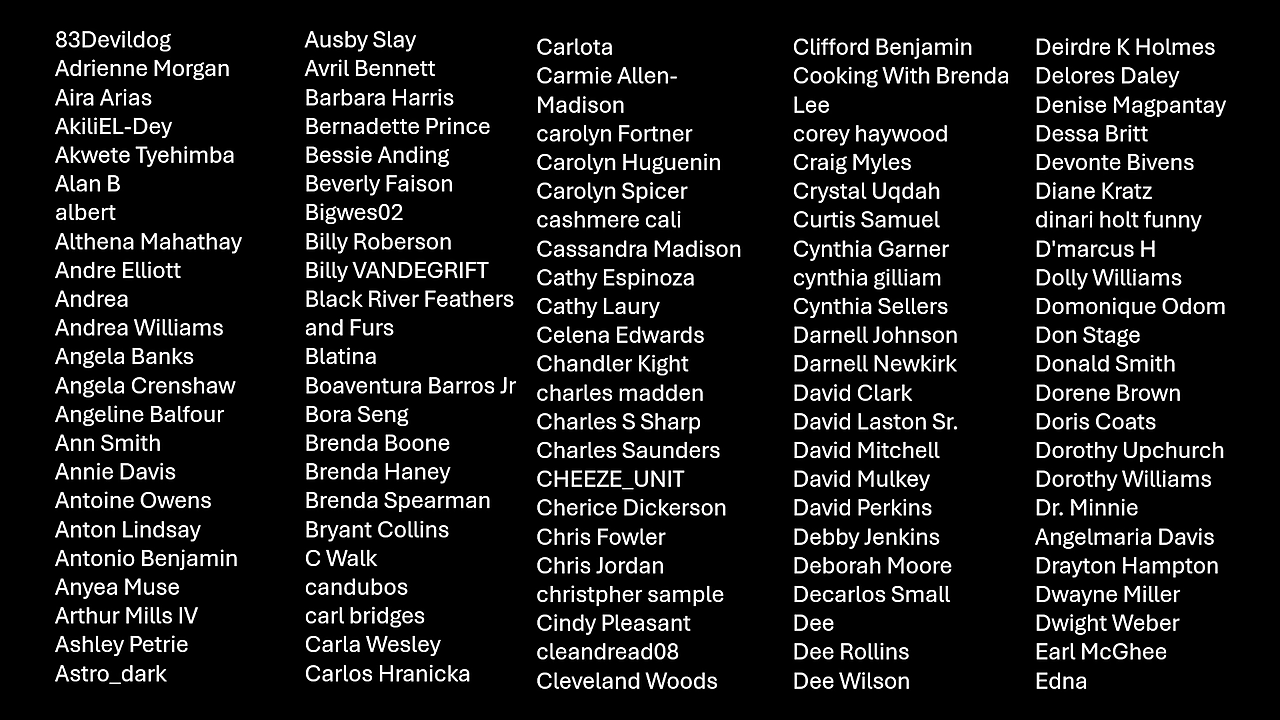 83Devildog
Adrienne Morgan
Aira Arias
AkiliEL-Dey
Akwete Tyehimba
Alan B
albert
Althena Mahathay
Andre Elliott
Andrea
Andrea Williams
Angela Banks
Angela Crenshaw
Angeline Balfour
Ann Smith
Annie Davis
Antoine Owens
Anton Lindsay
Antonio Benjamin
Anyea Muse
Arthur Mills IV
Ashley Petrie
Astro_dark
Ausby Slay
Avril Bennett
Barbara Harris
Bernadette Prince
Bessie Anding
Beverly Faison
Bigwes02
Billy Roberson
Billy VANDEGRIFT
Black River Feathers
and Furs
Blatina
Boaventura Barros Jr
Bora Seng
Brenda Boone
Brenda Haney
Brenda Spearman
Bryant Collins
C Walk
candubos
carl bridges
Carla Wesley
Carlos Hranicka
Carlota
Carmie Allen-
Madison
carolyn Fortner
Carolyn Huguenin
Carolyn Spicer
cashmere cali
Cassandra Madison
Cathy Espinoza
Cathy Laury
Celena Edwards
Chandler Kight
charles madden
Charles S Sharp
Charles Saunders
CHEEZE_UNIT
Cherice Dickerson
Chris Fowler
Chris Jordan
christpher sample
Cindy Pleasant
cleandread08
Cleveland Woods
Clifford Benjamin
Cooking With Brenda
Lee
corey haywood
Craig Myles
Crystal Uqdah
Curtis Samuel
Cynthia Garner
cynthia gilliam
Cynthia Sellers
Darnell Johnson
Darnell Newkirk
David Clark
David Laston Sr.
David Mitchell
David Mulkey
David Perkins
Debby Jenkins
Deborah Moore
Decarlos Small
Dee
Dee Rollins
Dee Wilson
Deirdre K Holmes
Delores Daley
Denise Magpantay
Dessa Britt
Devonte Bivens
Diane Kratz
dinari holt funny
D'marcus H
Dolly Williams
Domonique Odom
Don Stage
Donald Smith
Dorene Brown
Doris Coats
Dorothy Upchurch
Dorothy Williams
Dr. Minnie
Angelmaria Davis
Drayton Hampton
Dwayne Miller
Dwight Weber
Earl McGhee
Edna